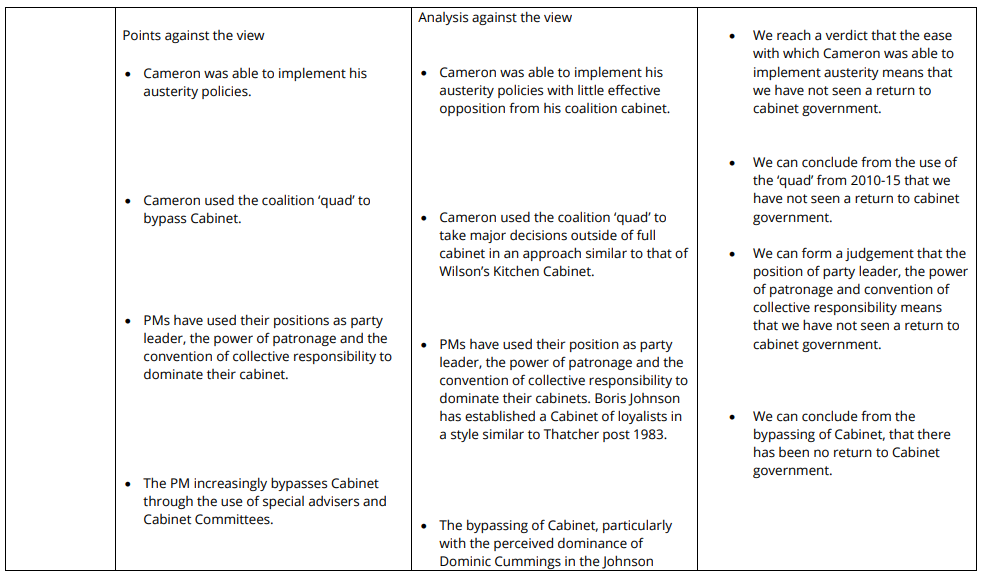 Points against the view
• Cameron was able to implement his
austerity policies.
• Cameron used the coalition ‘quad’ to
bypass Cabinet.
• PMs have used their positions as party
leader, the power of patronage and the
convention of collective responsibility to
dominate their cabinet.
• The PM increasingly bypasses Cabinet
through the use of special advisers and
Cabinet Committees.
Analysis against the view
• Cameron was able to implement his
austerity policies with little effective
opposition from his coalition cabinet.
• Cameron used the coalition ‘quad’ to
take major decisions outside of full
cabinet in an approach similar to that of
Wilson’s Kitchen Cabinet.
• PMs have used their position as party
leader, the power of patronage and the
convention of collective responsibility to
dominate their cabinets. Boris Johnson
has established a Cabinet of loyalists in
a style similar to Thatcher post 1983.
• The bypassing of Cabinet, particularly
with the perceived dominance of
Dominic Cummings in the Johnson
• We reach a verdict that the ease
with which Cameron was able to
implement austerity means that
we have not seen a return to
cabinet government.
• We can conclude from the use of
the ‘quad’ from 2010-15 that we
have not seen a return to cabinet
government.
• We can form a judgement that the
position of party leader, the power
of patronage and convention of
collective responsibility means
that we have not seen a return to
cabinet government.
• We can conclude from the
bypassing of Cabinet, that there
has been no return to Cabinet
government.